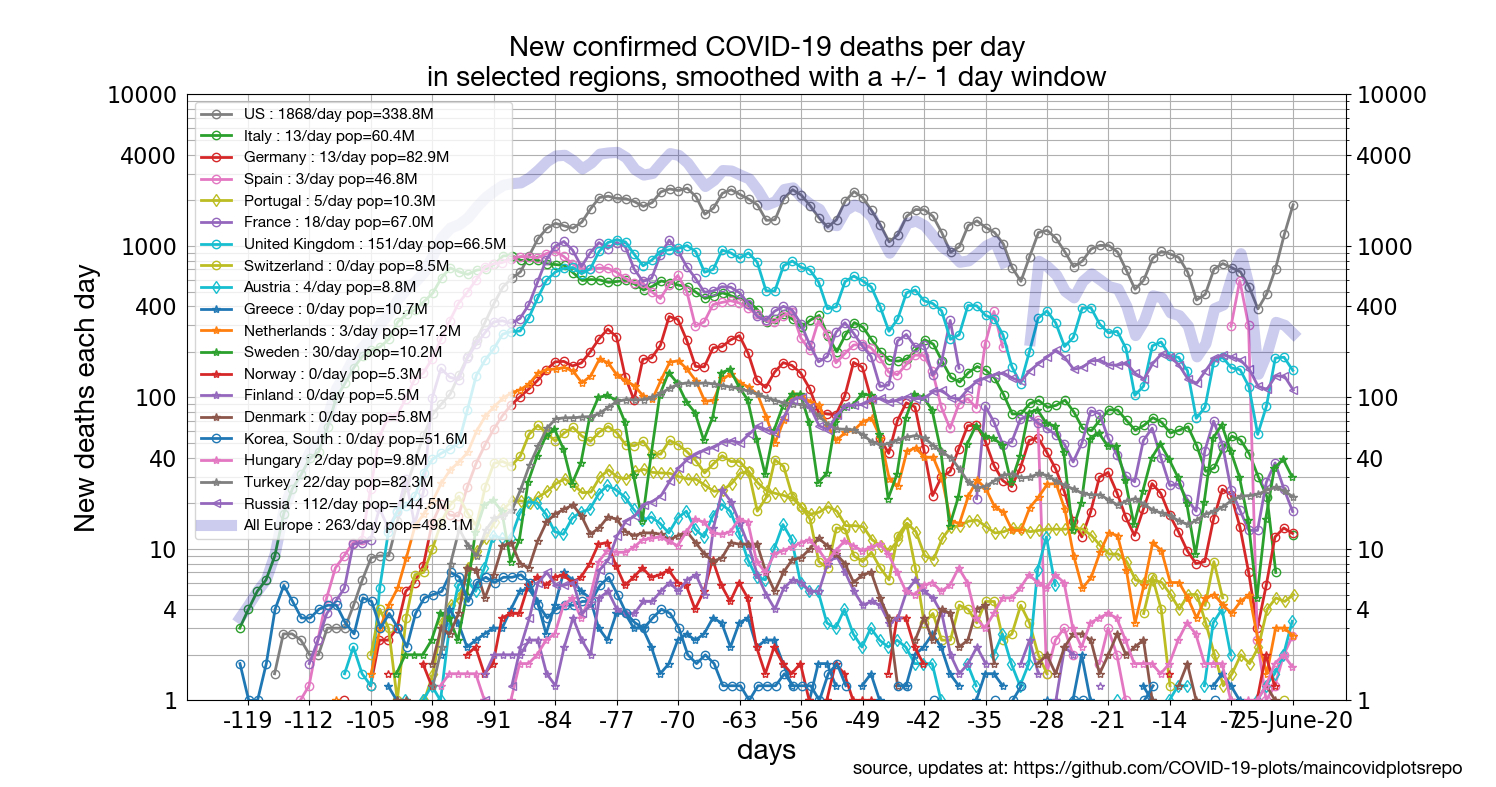 New confirmed COVID-19 deaths per day
in selected regions, smoothed with a +/- 1 day window
10000
4000
1000
400
100
40
10
4
1
New deaths each day
US : 1868/day pop=338.8M
Italy : 13/day pop=60.4M
Germany : 13/day pop=82.9M
Spain : 3/day pop=46.8M
Portugal : 5/day pop=10.3M
France : 18/day pop=67.0M
United Kingdom : 151/day pop=66.5M
Switzerland : 0/day pop=8.5M
Austria : 4/day pop=8.8M
Greece : 0/day pop=10.7M
Netherlands : 3/day pop=17.2M
Sweden : 30/day pop=10.2M
Norway : 0/day pop=5.3M
Finland : 0/day pop=5.5M
Denmark : 0/day pop=5.8M
Korea, South : 0/day pop=51.6M
Hungary : 2/day pop=9.8M
Turkey : 22/day pop=82.3M
Russia : 112/day pop=144.5M
All Europe : 263/day pop=498.1M
10000
4000
1000
400
100
40
10
4
1
-119 -112 -105 -98 -91 -84 -77 -70 -63 -56 -49 -42 -35 -28 -21 -14 -7 25-June-20
days
source, updates at: https://github.com/COVID-19-plots/maincovidplotsrepo